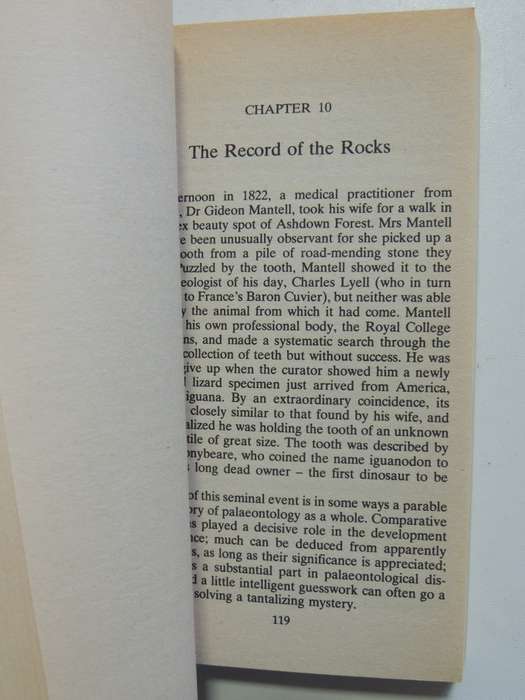 CHAPTER 10
The Record of the Rocks
ernoon in 1822, a medical practitioner from
, Dr Gideon Mantell, took his wife for a walk in
ex beauty spot of Ashdown Forest. Mrs Mantell
e been unusually observant for she picked up a
ooth from a pile of road-mending stone they
Puzzled by the tooth, Mantell showed it to the
eologist of his day, Charles Lyell (who in turn
to France's Baron Cuvier), but neither was able
y the animal from which it had come. Mantell
his own professional body, the Royal College
ns, and made a systematic search through the
collection of teeth but without success. He was
give up when the curator showed him a newly
l lizard specimen just arrived from America,
iguana. By an extraordinary coincidence, its
closely similar to that found by his wife, and
alized he was holding the tooth of an unknown
tile of great size. The tooth was described by
onybeare, who coined the name iguanodon to
s long dead owner – the first dinosaur to be
of this seminal event is in some ways a parable
ory of palaeontology as a whole. Comparative
as played a decisive role in the development
nce; much can be deduced from apparently
s, as long as their significance is appreciated;
s a substantial part in palaeontological dis-
d a little intelligent guesswork can often go a
solving a tantalizing mystery.
119